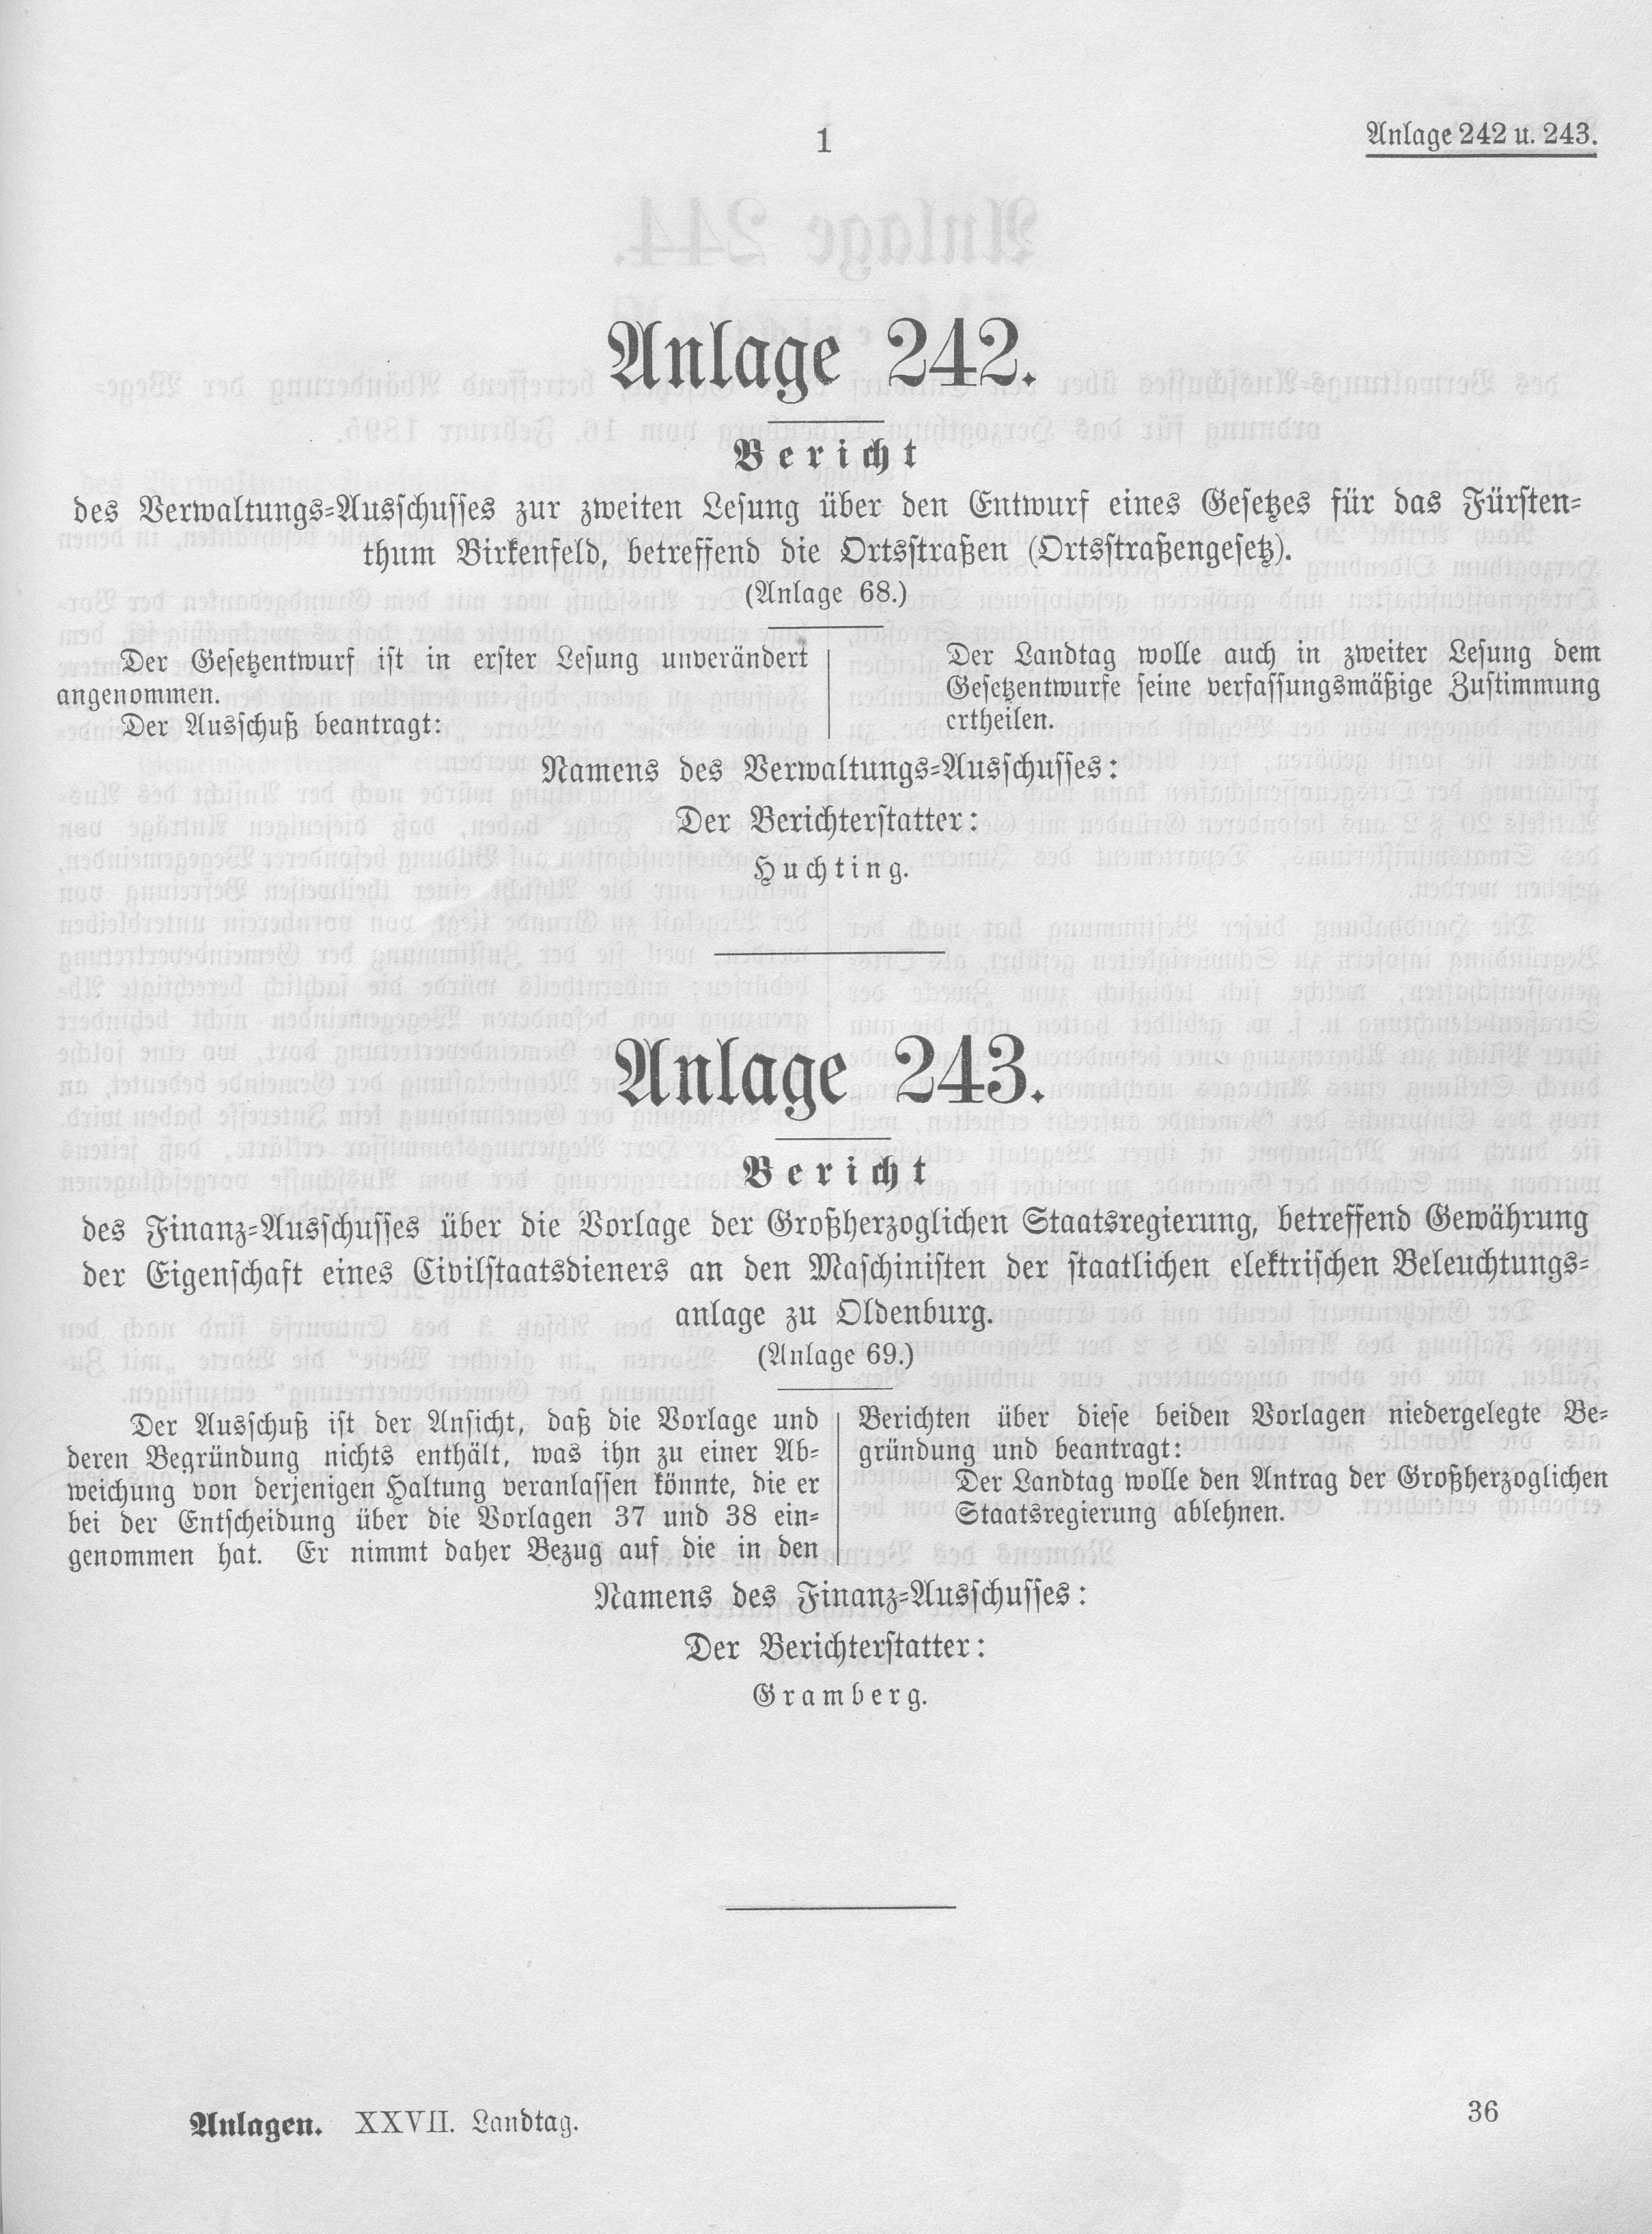 1
Anlage 242 u. 243.
Anlage 242.
Bericht
des Verwaltungs-Ausschusses zur zweiten Lesung über den Entwurf eines Gesetzes für das Fürsten-
thum Birkenfeld, betreffend die Ortsstraßen (Ortsstraßengesetz).
(Anlage 68.)
Der Gesetzentwurf ist in erster Lesung unverändert
angenommen.
Der Ausschuß beantragt:
Der Landtag wolle auch in zweiter Lesung dem
Gesetzentwurfe seine verfassungsmäßige Zustimmung
ertheilen.
Namens des Verwaltungs-Ausschusses:
Der Berichterstatter:
Huchting.
Anlage 243.
Bericht
des Finanz-Ausschusses über die Vorlage der Großherzoglichen Staatsregierung, betreffend Gewährung
der Eigenschaft eines Civilstaatsdieners an den Maschinisten der staatlichen elektrischen Beleuchtungs-
anlage zu Oldenburg.
(Anlage 69.)
Der Ausschuß ist der Ansicht, daß die Vorlage und
deren Begründung nichts enthält, was ihn zu einer Ab-
weichung von derjenigen Haltung veranlassen könnte, die er
bei der Entscheidung über die Vorlagen 37 und 38 ein-
genommen hat. Er nimmt daher Bezug auf die in den
Berichten über diese beiden Vorlagen niedergelegte Be-
gründung und beantragt:
Der Landtag wolle den Antrag der Großherzoglichen
Staatsregierung ablehnen.
Namens des Finanz-Ausschusses:
Der Berichterstatter:
Gramberg.
Anlagen. XXVII. Landtag.
36